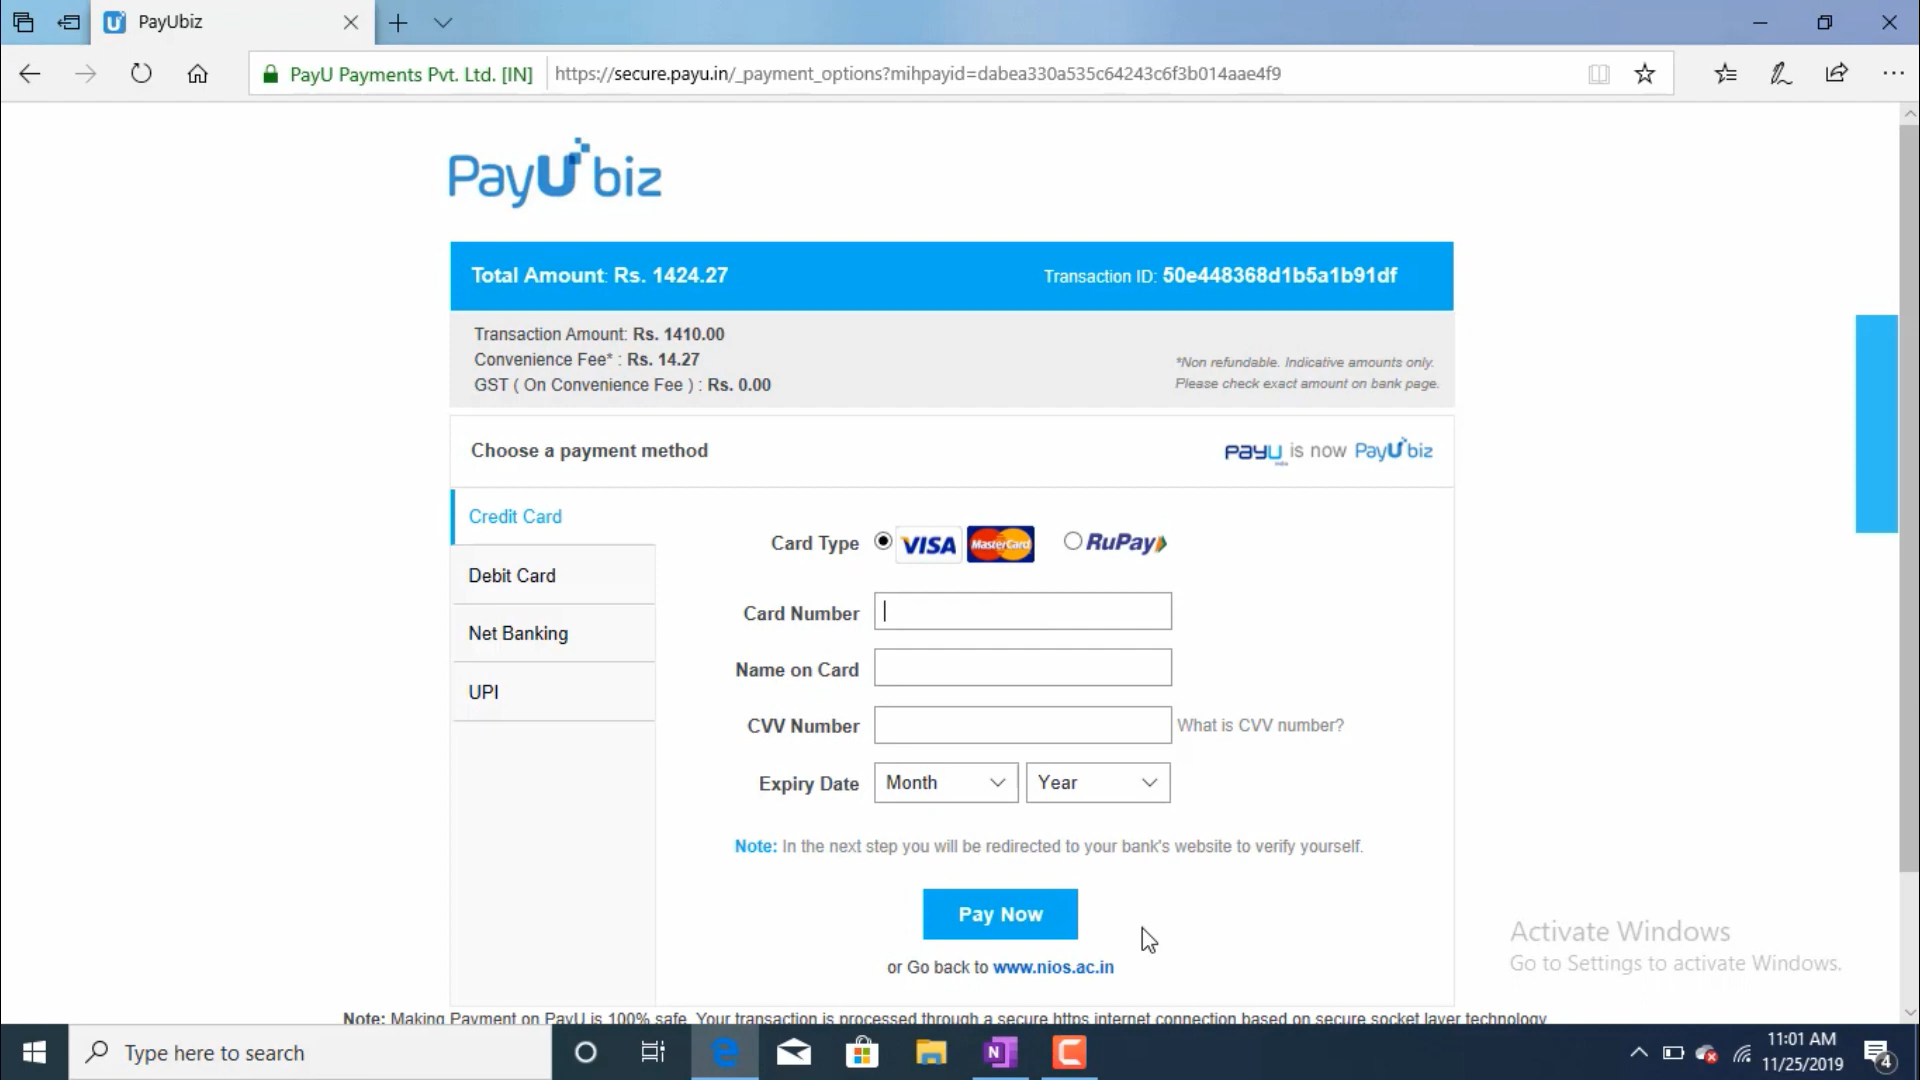 PayUbiz
PayU Payments Pvt. Ltd. [IN] https://secure.payu.in/_payment_options?mihpayid=dabea330a535c64243c6f3b014aae4f9
PayU biz
Total Amount: Rs. 1424.27 Transaction ID: 50e448368d1b5a1b91df
Transaction Amount: Rs. 1410.00
Convenience Fee* : Rs. 14.27
GST ( On Convenience Fee ) : Rs. 0.00
*Non refundable. Indicative amounts only.
Please check exact amount on bank page.
Choose a payment method
PayU india is now PayU biz
Credit Card
Debit Card
Net Banking
UPI
Card Type VISA MasterCard RuPay
Card Number
Name on Card
CVV Number What is CVV number?
Expiry Date Month Year
Note: In the next step you will be redirected to your bank's website to verify yourself.
Pay Now
or Go back to www.nios.ac.in
Activate Windows
Go to Settings to activate Windows.
Note: Making Payment on PayU is 100% safe. Your transaction is processed through a secure https internet connection based on secure socket layer technology
Type here to search
N
11:01 AM
11/25/2019
4